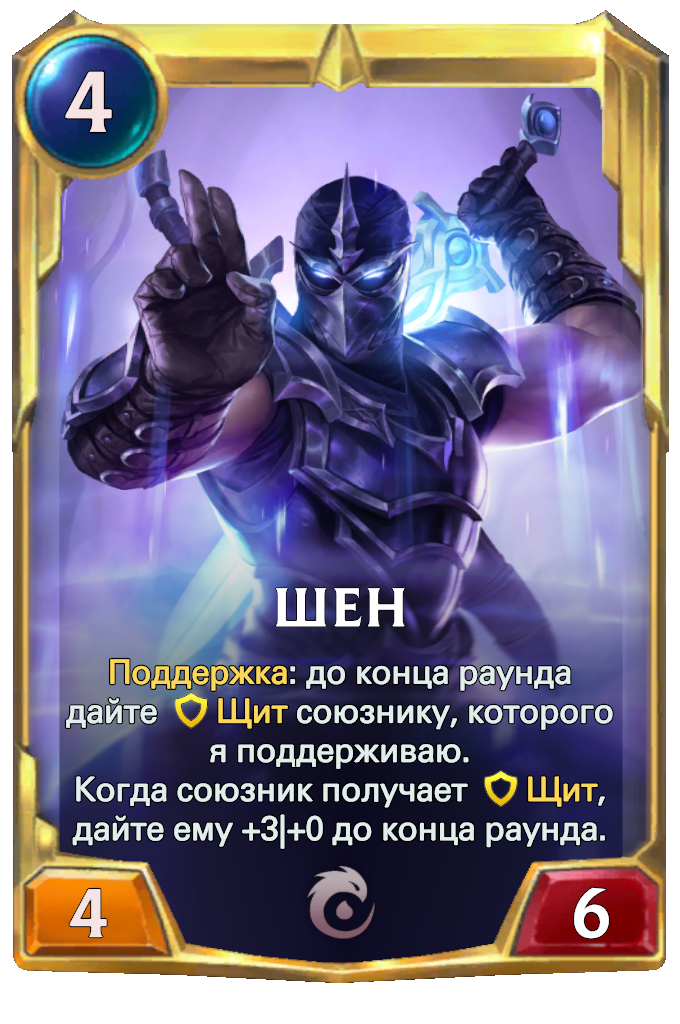 4
ШЕН
Поддержка: до конца раунда
дайте Щит союзнику, которого
я поддерживаю.
Когда союзник получает Щит,
дайте ему +3|+0 до конца раунда.
4
6